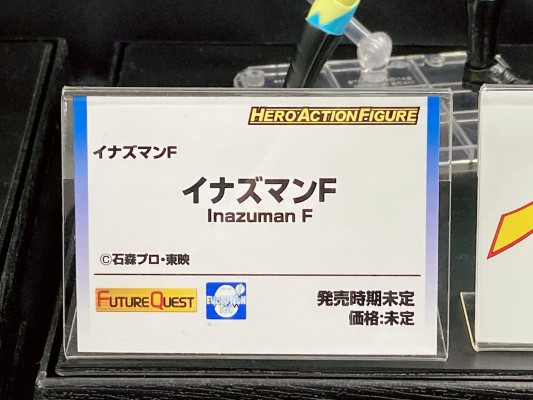 HERO ACTION FIGURE
イナズマンF
イナズマンF
Inazuman F
©石森プロ・東映
FUTURE QUEST
EVOLUTION
発売時期未定
価格:未定